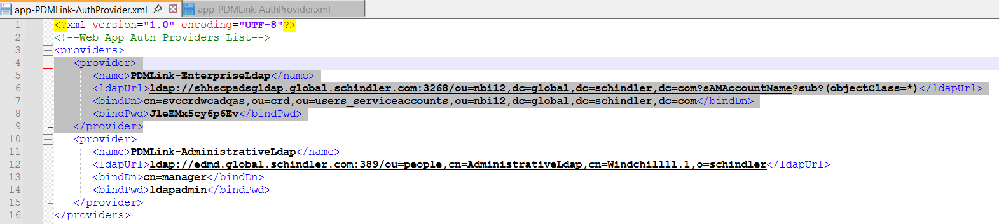 app-PDMLink-AuthProvider.xml app-PDMLink-AuthProvider.xml
1 <?xml version="1.0" encoding="UTF-8"?>
2 <!--Web App Auth Providers List-->
3 <providers>
4 <provider>
5 <name>PDMLink-EnterpriseLdap</name>
6 <ldapUrl>ldap://shhscpadsgldap.global.schindler.com:3268/ou=nbi12,dc=global,dc=schindler,dc=com?sAMAccountName?sub?(objectClass=*)</ldapUrl>
7 <bindDn>cn=svccrdwcadqas,ou=crd,ou=users_serviceaccounts,ou=nbi12,dc=global,dc=schindler,dc=com</bindDn>
8 <bindPwd>JleEMx5cy6p6Ev</bindPwd>
9 </provider>
10 <provider>
11 <name>PDMLink-AdministrativeLdap</name>
12 <ldapUrl>ldap://edmd.global.schindler.com:389/ou=people,cn=AdministrativeLdap,cn=Windchill11.1,o=schindler</ldapUrl>
13 <bindDn>cn=manager</bindDn>
14 <bindPwd>ldapadmin</bindPwd>
15 </provider>
16 </providers>